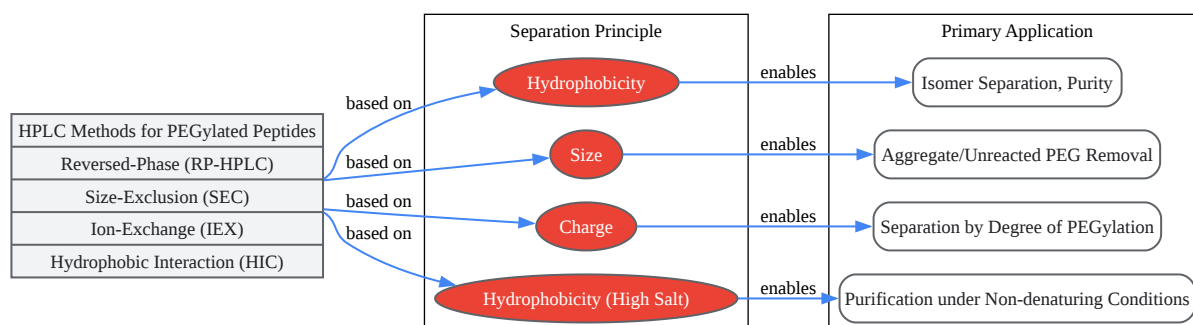 Separation Principle
Primary Application
HPLC Methods for PEGylated Peptides
Reversed-Phase (RP-HPLC)
Size-Exclusion (SEC)
Ion-Exchange (IEX)
Hydrophobic Interaction (HIC)
based on
Hydrophobicity
enables
Isomer Separation, Purity
based on
Size
enables
Aggregate/Unreacted PEG Removal
based on
Charge
enables
Separation by Degree of PEGylation
based on
Hydrophobicity (High Salt)
enables
Purification under Non-denaturing Conditions